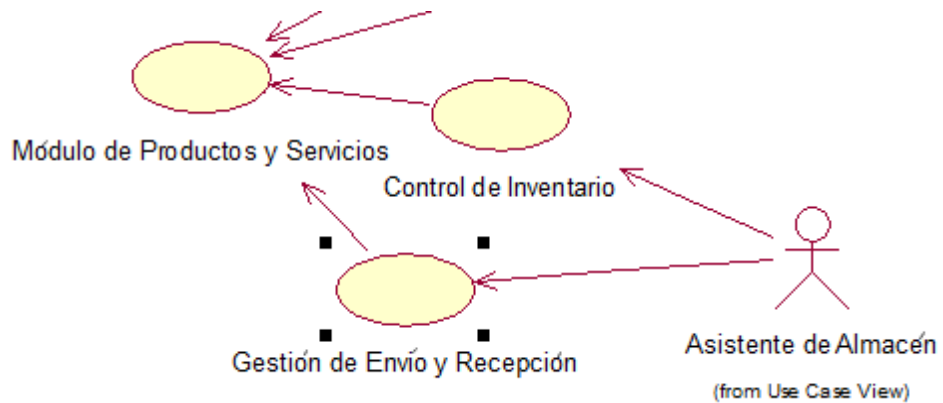 Módulo de Productos y Servicios
Control de Inventario
Gestión de Envío y Recepción
Asistente de Almacén
(from Use Case View)